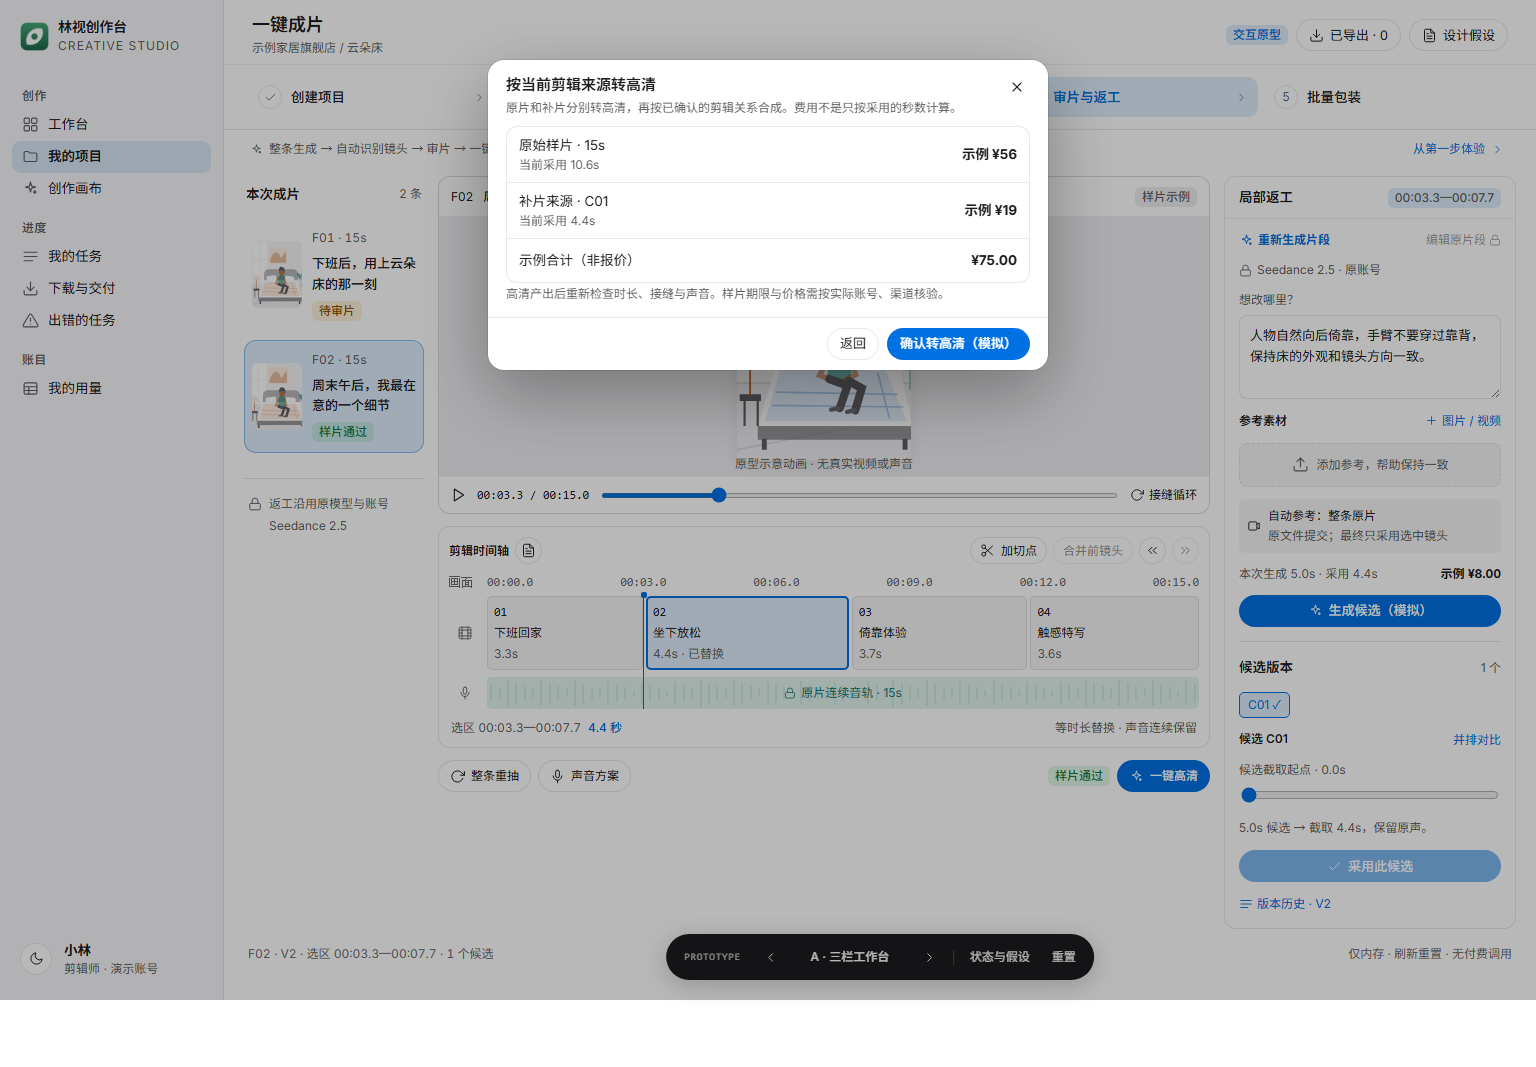 林视创作台
CREATIVE STUDIO
创作
工作台
我的项目
创作画布
进度
我的任务
下载与交付
出错的任务
账目
我的用量
小林
剪辑师 · 演示账号
一键成片
示例家居旗舰店 / 云朵床
交互原型
已导出 · 0
设计假设
创建项目
审片与返工
5
批量包装
整条生成 → 自动识别镜头 → 审片 → 一键
从第一步体验
按当前剪辑来源转高清
原片和补片分别转高清，再按已确认的剪辑关系合成。费用不是只按采用的秒数计算。
原始样片 · 15s
当前采用 10.6s
示例 ¥56
补片来源 · C01
当前采用 4.4s
示例 ¥19
示例合计（非报价）
¥75.00
高清产出后重新检查时长、接缝与声音。样片期限与价格需按实际账号、渠道核验。
返回
确认转高清（模拟）
本次成片
2 条
F01 · 15s
下班后，用上云朵
床的那一刻
待审片
F02 · 15s
周末午后，我最在
意的一个细节
样片通过
返工沿用原模型与账号
Seedance 2.5
F02
样片示例
原型示意动画 · 无真实视频或声音
00:03.3 / 00:15.0
接缝循环
剪辑时间轴
加切点
合并前镜头
画面
00:00.0
00:03.0
00:06.0
00:09.0
00:12.0
00:15.0
01
下班回家
3.3s
02
坐下放松
4.4s · 已替换
03
倚靠体验
3.7s
04
触感特写
3.6s
原片连续音轨 · 15s
选区 00:03.3—00:07.7 4.4 秒
等时长替换 · 声音连续保留
整条重抽
声音方案
样片通过
一键高清
局部返工
00:03.3—00:07.7
重新生成片段
编辑原片段
Seedance 2.5 · 原账号
想改哪里？
人物自然向后倚靠，手臂不要穿过靠背，
保持床的外观和镜头方向一致。
参考素材
图片 / 视频
添加参考，帮助保持一致
自动参考：整条原片
原文件提交；最终只采用选中镜头
本次生成 5.0s · 采用 4.4s
示例 ¥8.00
生成候选（模拟）
候选版本
1 个
C01 ✓
候选 C01
并排对比
候选截取起点 · 0.0s
5.0s 候选 → 截取 4.4s，保留原声。
采用此候选
版本历史 · V2
F02 · V2 · 选区 00:03.3—00:07.7 · 1 个候选
PROTOTYPE
A · 三栏工作台
状态与假设
重置
仅内存 · 刷新重置 · 无付费调用